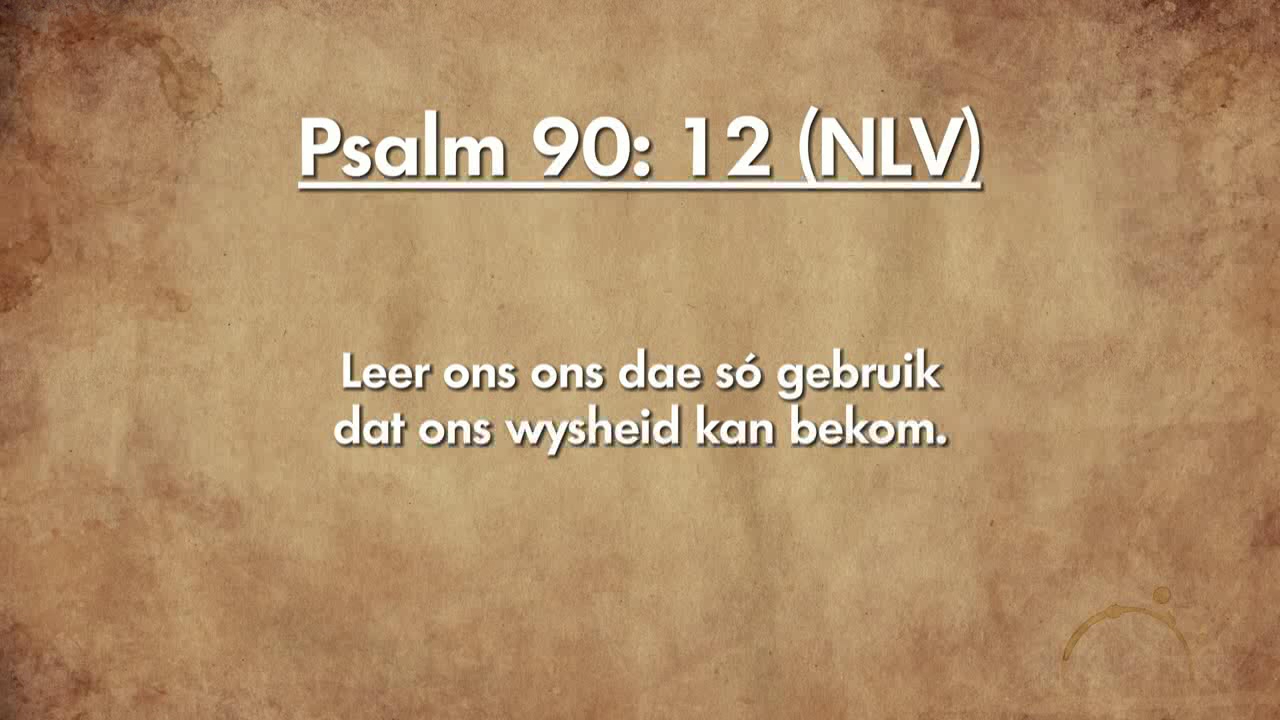 Psalm 90: 12 (NLV)
Leer ons ons dae só gebruik
dat ons wysheid kan bekom.